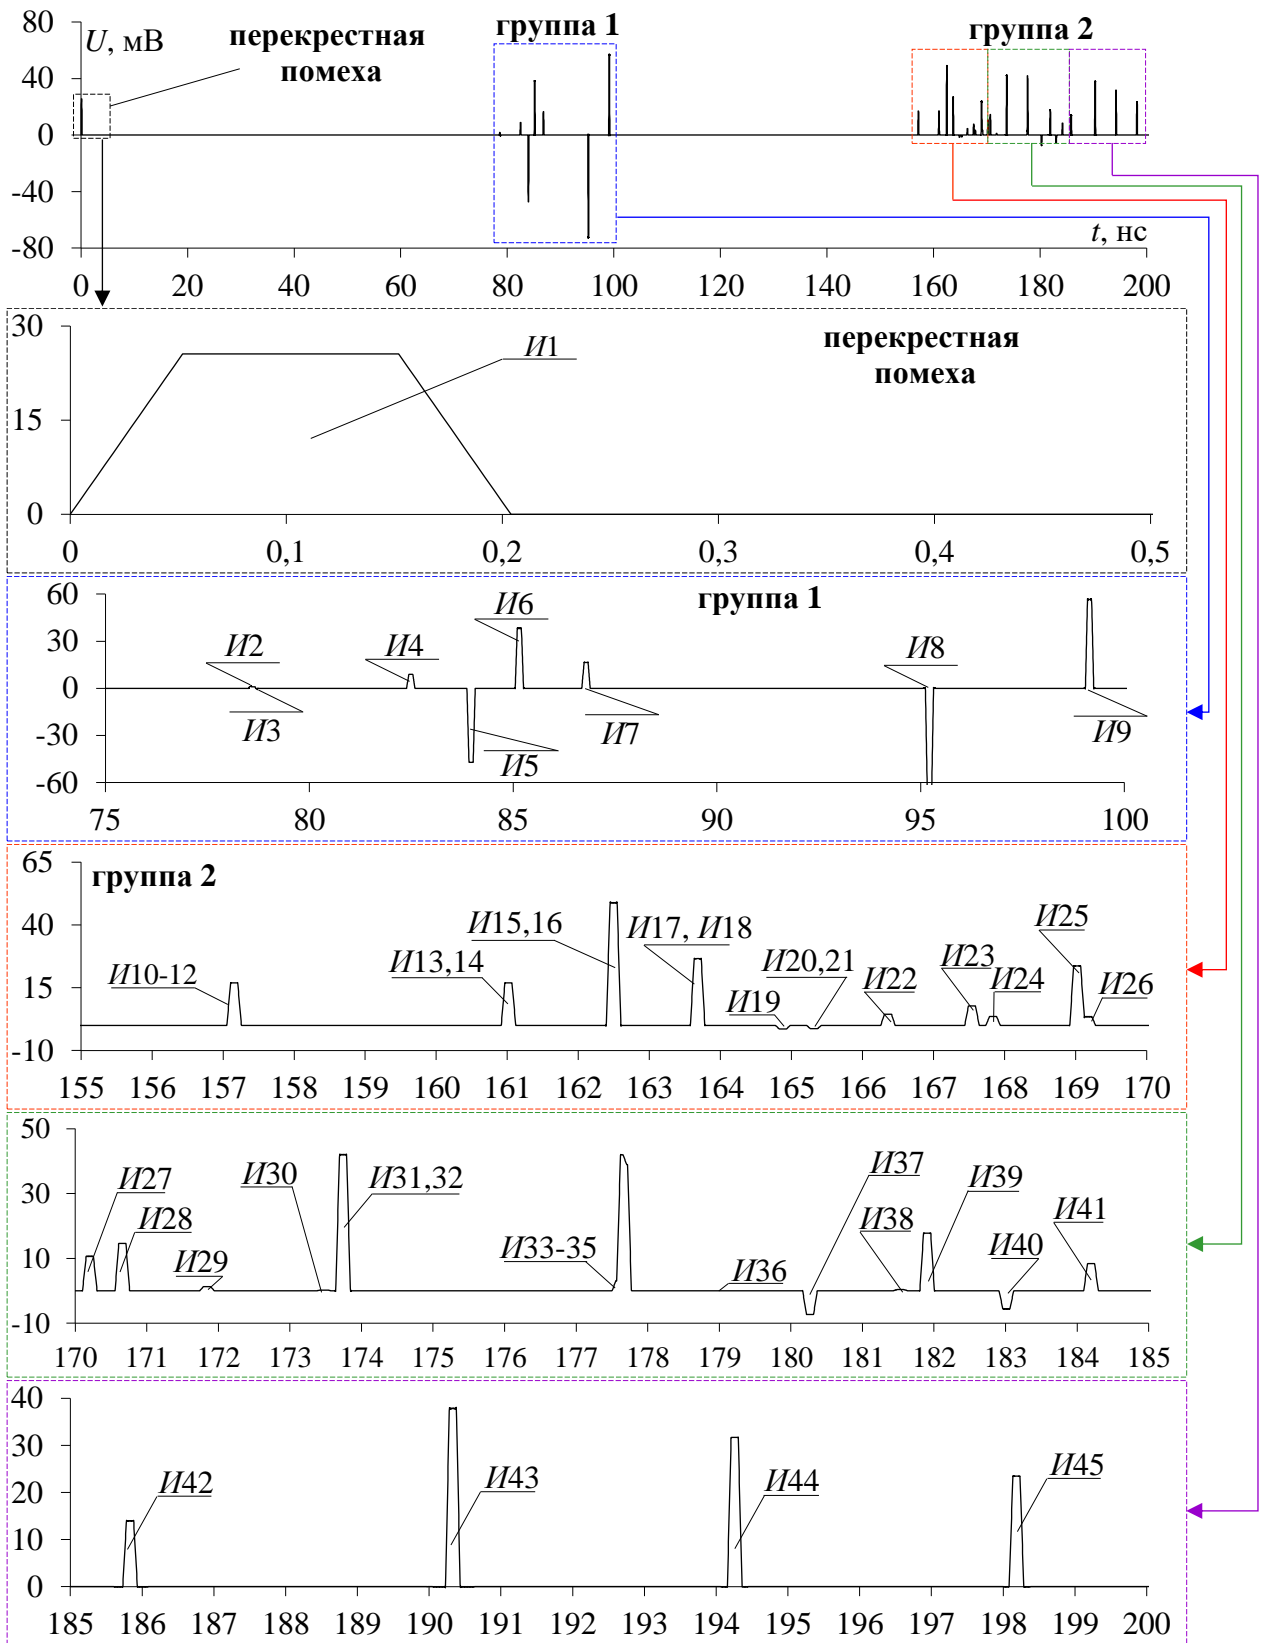 80
группа 1
группа 2
U, мВ
перекрестная
помеха
40
0
-40
-80
t, нс
0 20 40 60 80 100 120 140 160 180 200
30
перекрестная
помеха
И1
15
0
0 0,1 0,2 0,3 0,4 0,5
60
группа 1
И6
30
И2 И4 И8
0
И3 И7 И9
-30
И5
-60
75 80 85 90 95 100
65
группа 2
40
И15,16 И17, И18 И25
И10-12 И13,14 И20,21 И23
15
И19 И22 И24 И26
-10
155 156 157 158 159 160 161 162 163 164 165 166 167 168 169 170
50
И27 И30 И31,32 И37 И39
30
И28 И38 И41
10
И29 И33-35 И36 И40
-10
170 171 172 173 174 175 176 177 178 179 180 181 182 183 184 185
40
30
И42 И43 И44 И45
20
10
0
185 186 187 188 189 190 191 192 193 194 195 196 197 198 199 200